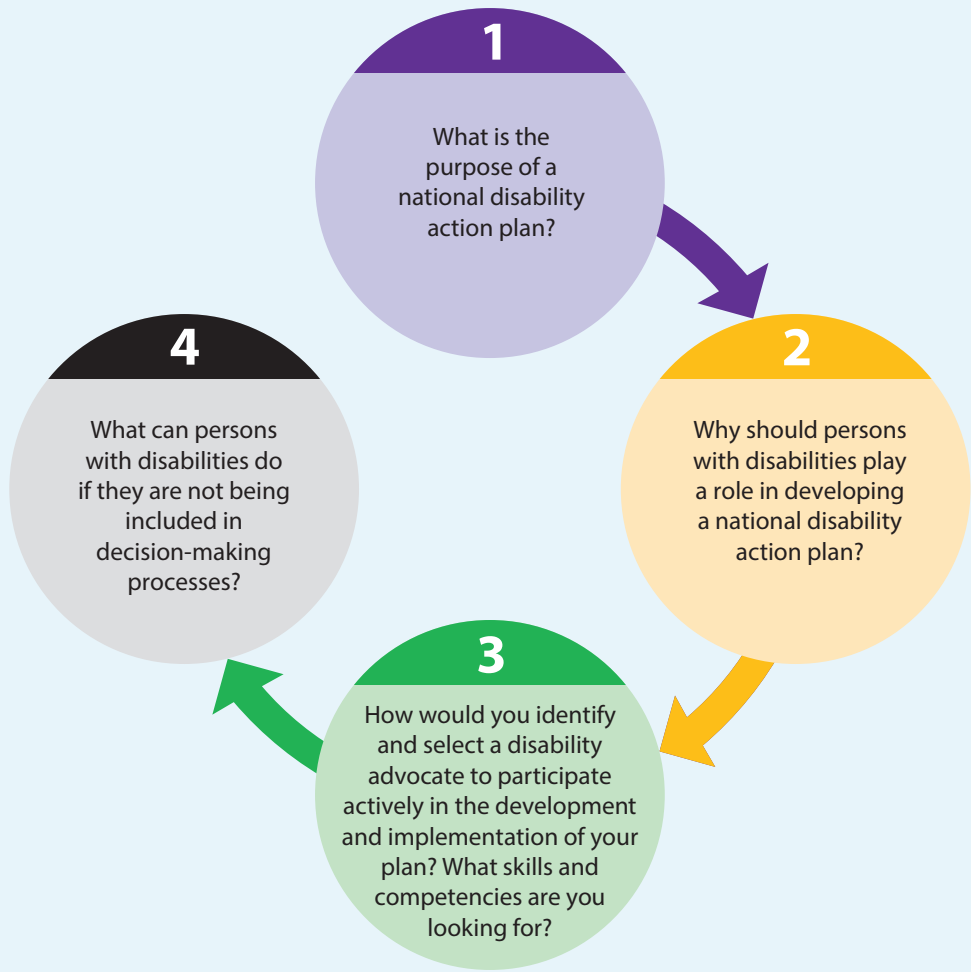 1
What is the
purpose of a
national disability
action plan?
2
Why should persons
with disabilities play
a role in developing
a national disability
action plan?
3
How would you identify
and select a disability
advocate to participate
actively in the development
and implementation of your
plan? What skills and
competencies are you
looking for?
4
What can persons
with disabilities do
if they are not being
included in
decision-making
processes?